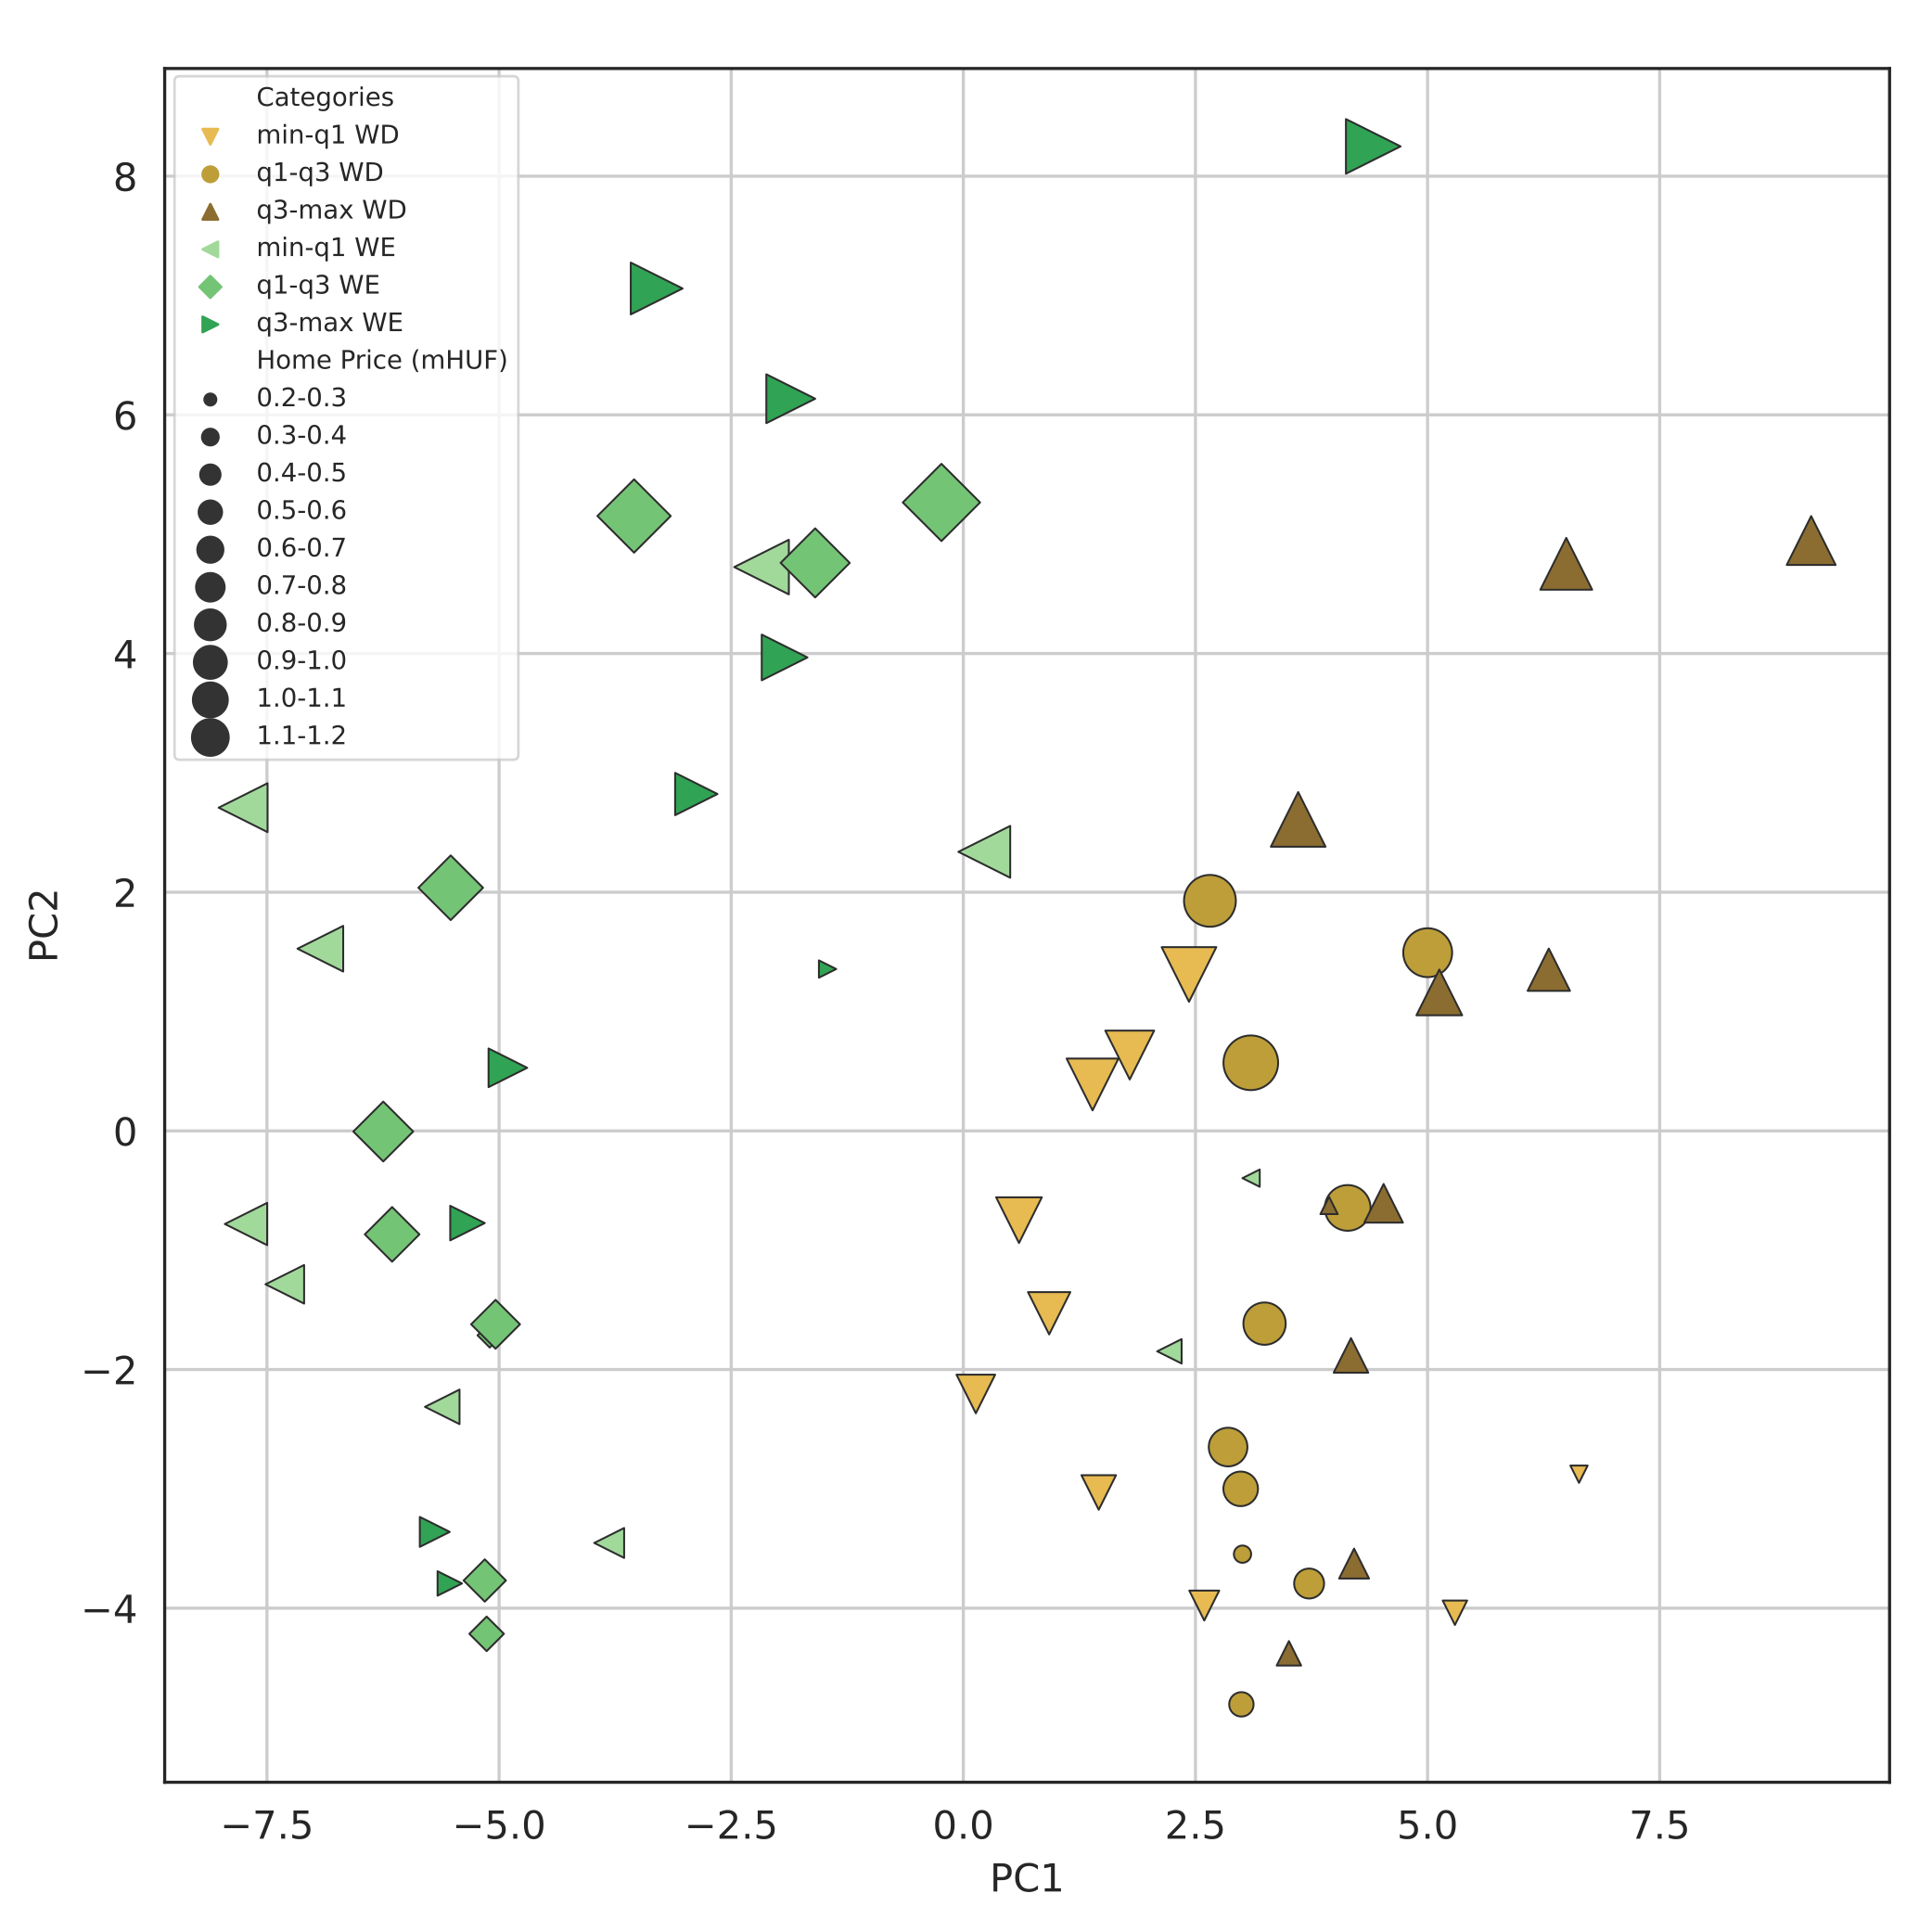 Categories
min-q1 WD
q1-q3 WD
q3-max WD
min-q1 WE
q1-q3 WE
q3-max WE
Home Price (mHUF)
0.2-0.3
0.3-0.4
0.4-0.5
0.5-0.6
0.6-0.7
0.7-0.8
0.8-0.9
0.9-1.0
1.0-1.1
1.1-1.2
8
6
4
2
0
−2
−4
PC2
−7.5 −5.0 −2.5 0.0 2.5 5.0 7.5
PC1